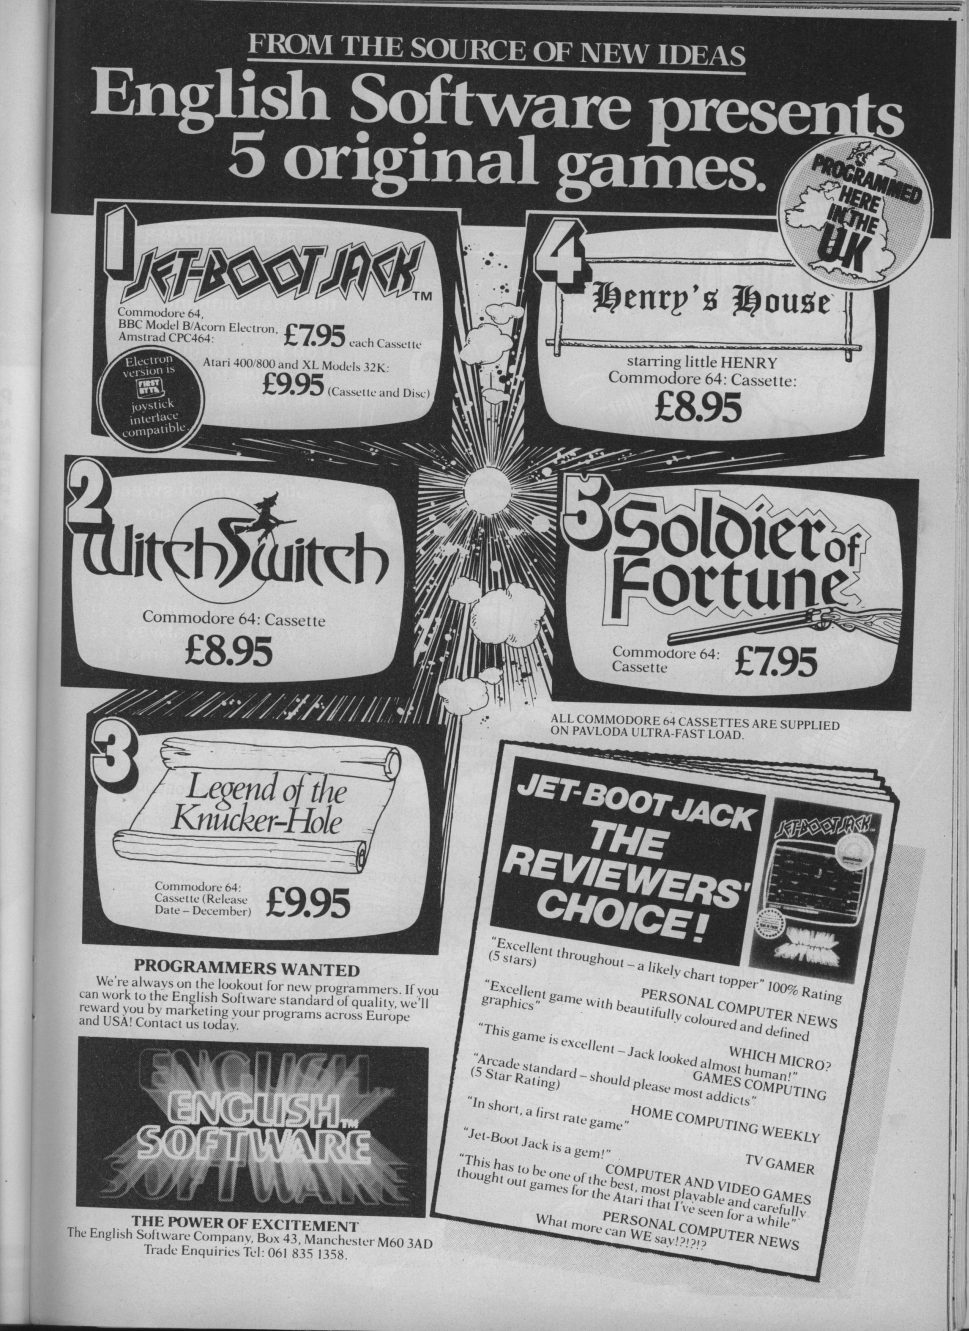 FROM THE SOURCE OF NEW IDEAS
English Software presents
5 original games.
PROGRAMMED
HERE
IN THE
U·K
1
JET-BOOT JACK
TM
Commodore 64,
BBC Model B/Acorn Electron,
Amstrad CPC464: £7.95 each Cassette
Atari 400/800 and XL Models 32K:
£9.95 (Cassette and Disc)
Electron
version is
FIRST
BYTE
joystick
interface
compatible
2
WitchSwitch
Commodore 64: Cassette
£8.95
3
Legend of the
Knucker-Hole
Commodore 64:
Cassette (Release
Date – December) £9.95
4
Henry's House
starring little HENRY
Commodore 64: Cassette:
£8.95
5
Soldier of
Fortune
Commodore 64:
Cassette £7.95
ALL COMMODORE 64 CASSETTES ARE SUPPLIED
ON PAVLODA ULTRA-FAST LOAD.
PROGRAMMERS WANTED
We're always on the lookout for new programmers. If you
can work to the English Software standard of quality, we'll
reward you by marketing your programs across Europe
and USA! Contact us today.
ENGLISH
SOFTWARE
TM
THE POWER OF EXCITEMENT
The English Software Company, Box 43, Manchester M60 3AD
Trade Enquiries Tel: 061 835 1358.
JET-BOOT JACK
THE
REVIEWERS'
CHOICE!
JET-BOOT JACK
"Excellent throughout – a likely chart topper" 100% Rating
(5 stars)
PERSONAL COMPUTER NEWS
"Excellent game with beautifully coloured and defined
graphics"
WHICH MICRO?
"This game is excellent – Jack looked almost human!"
GAMES COMPUTING
"Arcade standard – should please most addicts"
(5 Star Rating)
HOME COMPUTING WEEKLY
"In short, a first rate game"
TV GAMER
"Jet-Boot Jack is a gem!"
COMPUTER AND VIDEO GAMES
"This has to be one of the best, most playable and carefully
thought out games for the Atari that I've seen for a while".
PERSONAL COMPUTER NEWS
What more can WE say!?!?!?